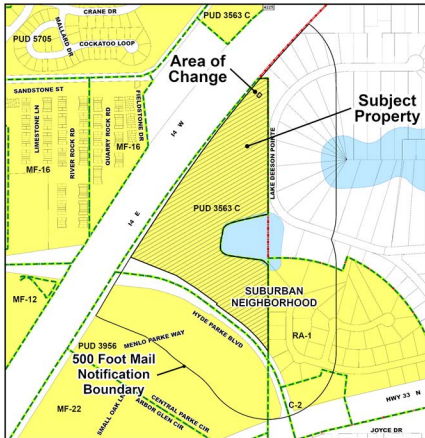 CRANE DR
MALLARD DR
PUD 3563 C
PUD 5705
COCKATOO LOOP
Area of
Change
SANDSTONE ST
Subject
Property
LIMESTONE LN
RIVER ROCK RD
QUARRY ROCK RD
FIELDSTONE DR
MF-16
MF-16
I4 W
I4 E
LAKE DEESON POINTE
PUD 3563 C
MF-12
SUBURBAN
NEIGHBORHOOD
HYDE PARKE BLVD
MENLO PARKE WAY
RA-1
PUD 3956
500 Foot Mail
Notification
Boundary
MF-22
SMALL OAK LN
CENTRAL PARKE CIR
ARBOR GLEN CIR
C-2
HWY 33 N
JOYCE DR